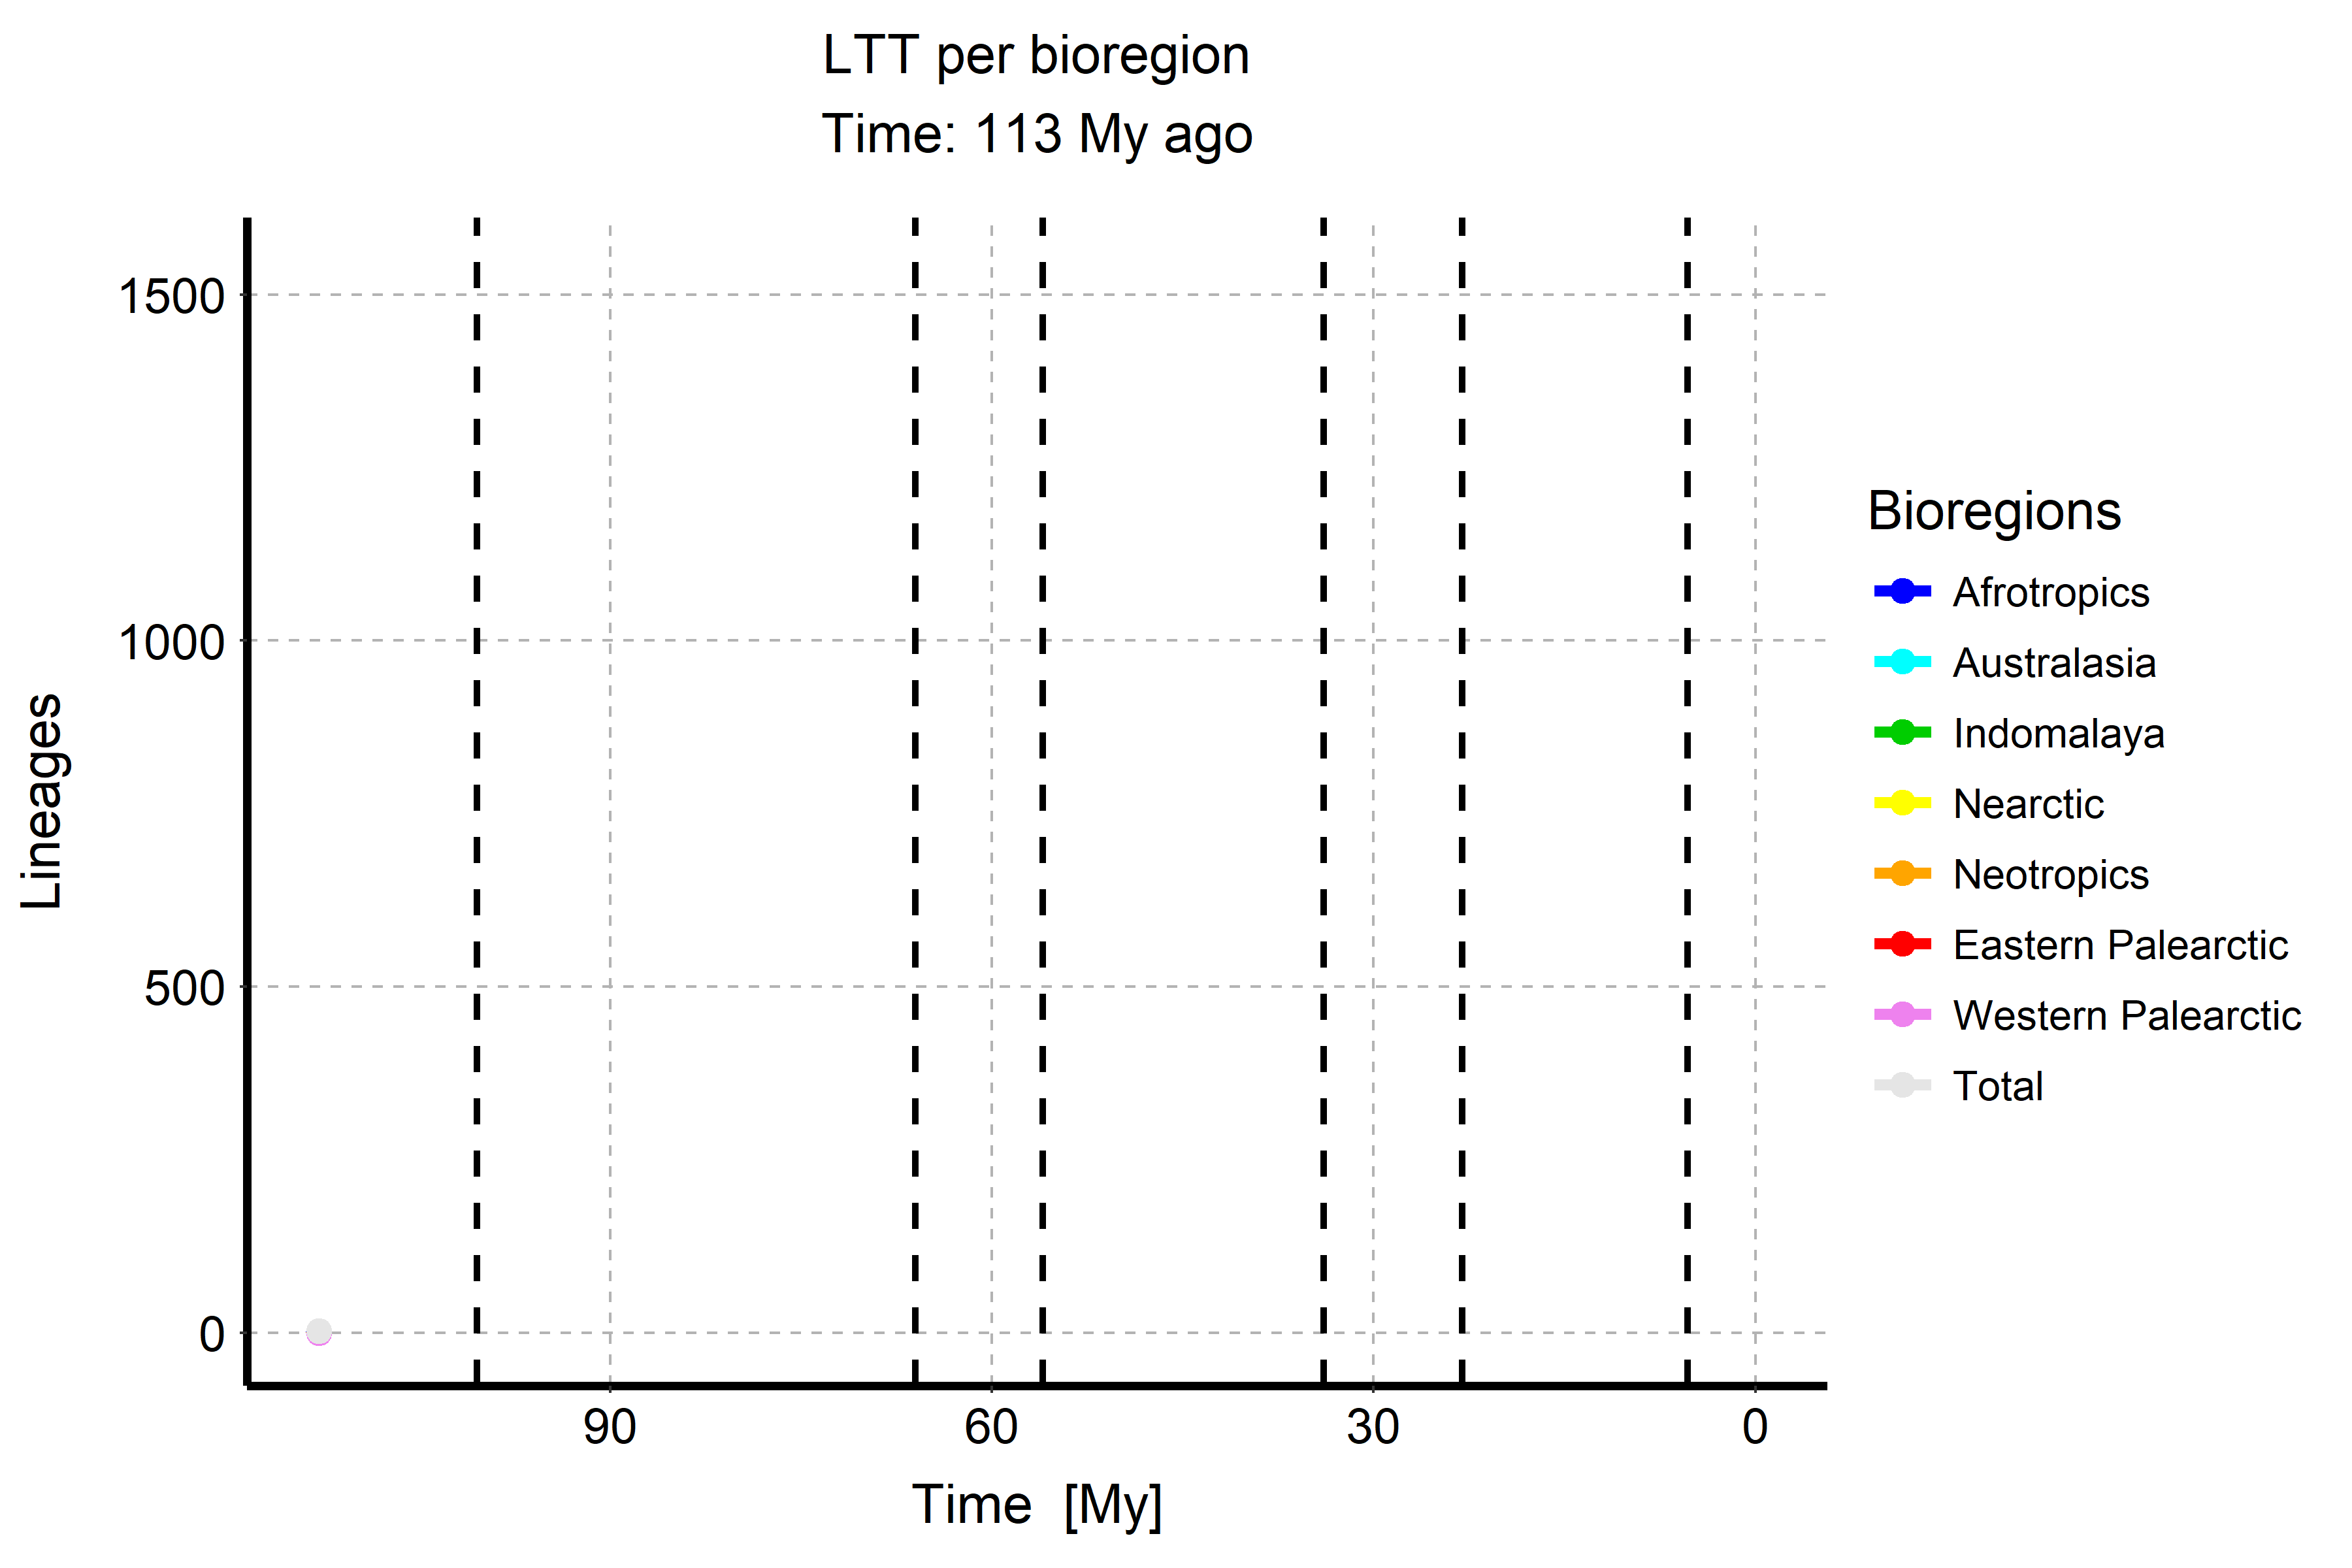 LTT per bioregion
Time: 113 My ago
1500
1000
500
0
Lineages
90
60
30
0
Time  [My]
Bioregions
Afrotropics
Australasia
Indomalaya
Nearctic
Neotropics
Eastern Palearctic
Western Palearctic
Total